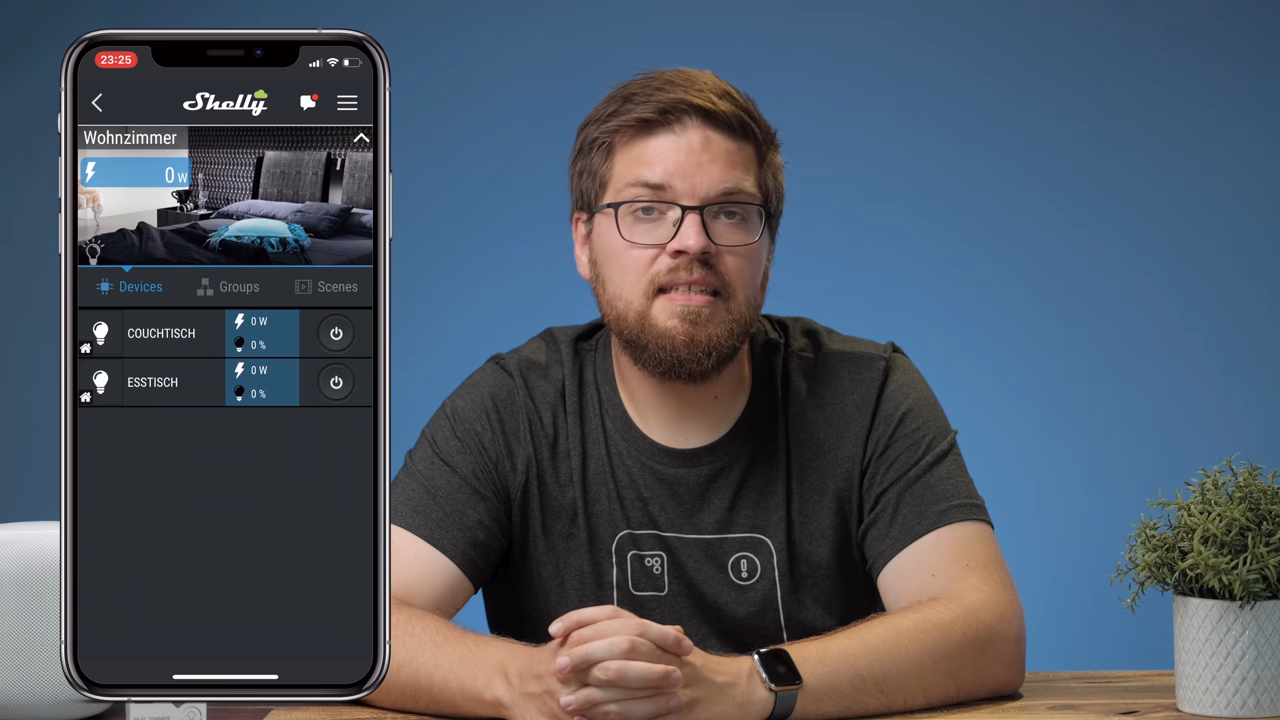 23:25
Shelly
Wohnzimmer
0 W
Devices
Groups
Scenes
COUCHTISCH
0 W
0 %
ESSTISCH
0 W
0 %